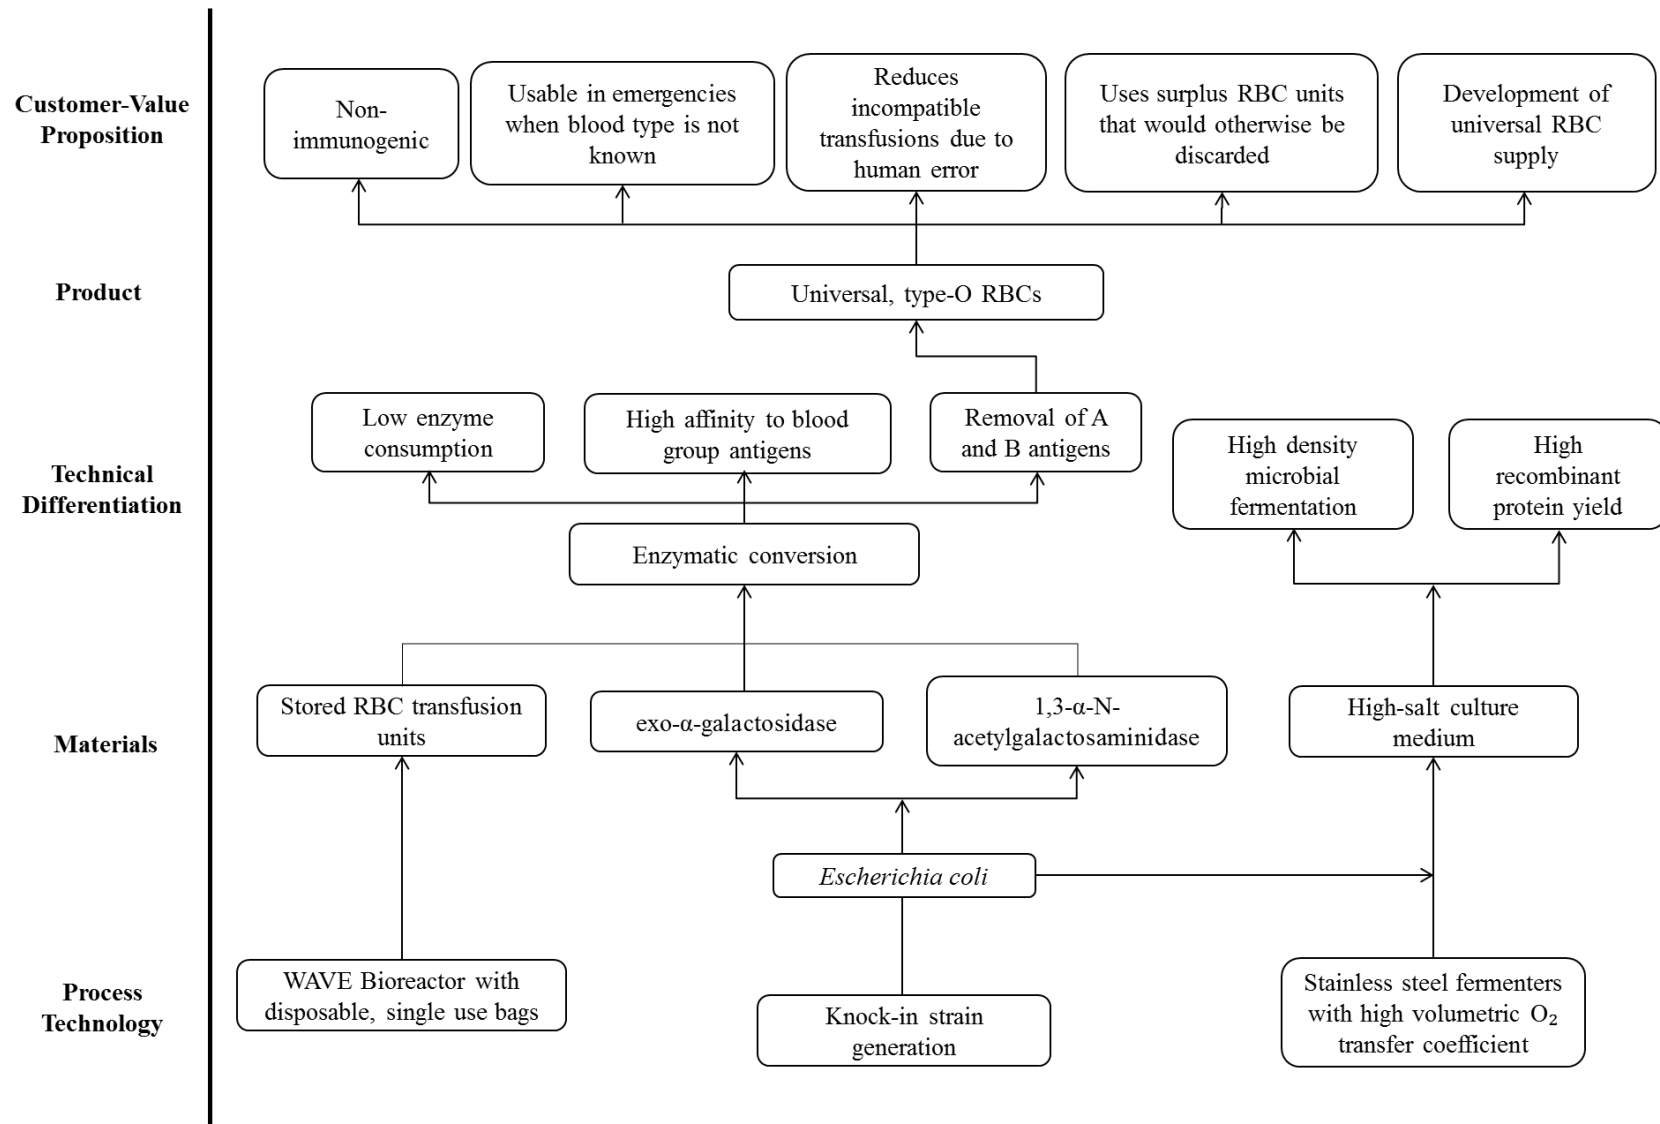 Customer-Value
Proposition
Non-
immunogenic
Usable in emergencies
when blood type is not
known
Reduces
incompatible
transfusions due to
human error
Uses surplus RBC units
that would otherwise be
discarded
Development of
universal RBC
supply
Product
Universal, type-O RBCs
Technical
Differentiation
Low enzyme
consumption
High affinity to blood
group antigens
Removal of A
and B antigens
High density
microbial
fermentation
High
recombinant
protein yield
Enzymatic conversion
Materials
Stored RBC transfusion
units
exo-α-galactosidase
1,3-α-N-
acetylgalactosaminidase
High-salt culture
medium
Escherichia coli
Process
Technology
WAVE Bioreactor with
disposable, single use bags
Knock-in strain
generation
Stainless steel fermenters
with high volumetric O₂
transfer coefficient